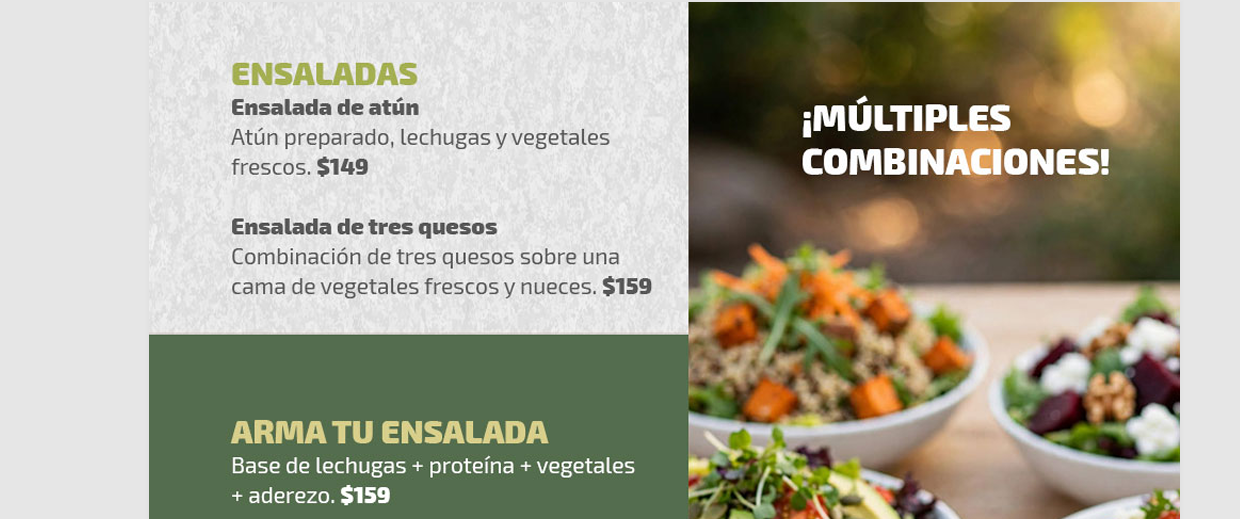 ENSALADAS
Ensalada de atún
Atún preparado, lechugas y vegetales
frescos. $149
Ensalada de tres quesos
Combinación de tres quesos sobre una
cama de vegetales frescos y nueces. $159
ARMA TU ENSALADA
Base de lechugas + proteína + vegetales
+ aderezo. $159
¡MÚLTIPLES
COMBINACIONES!